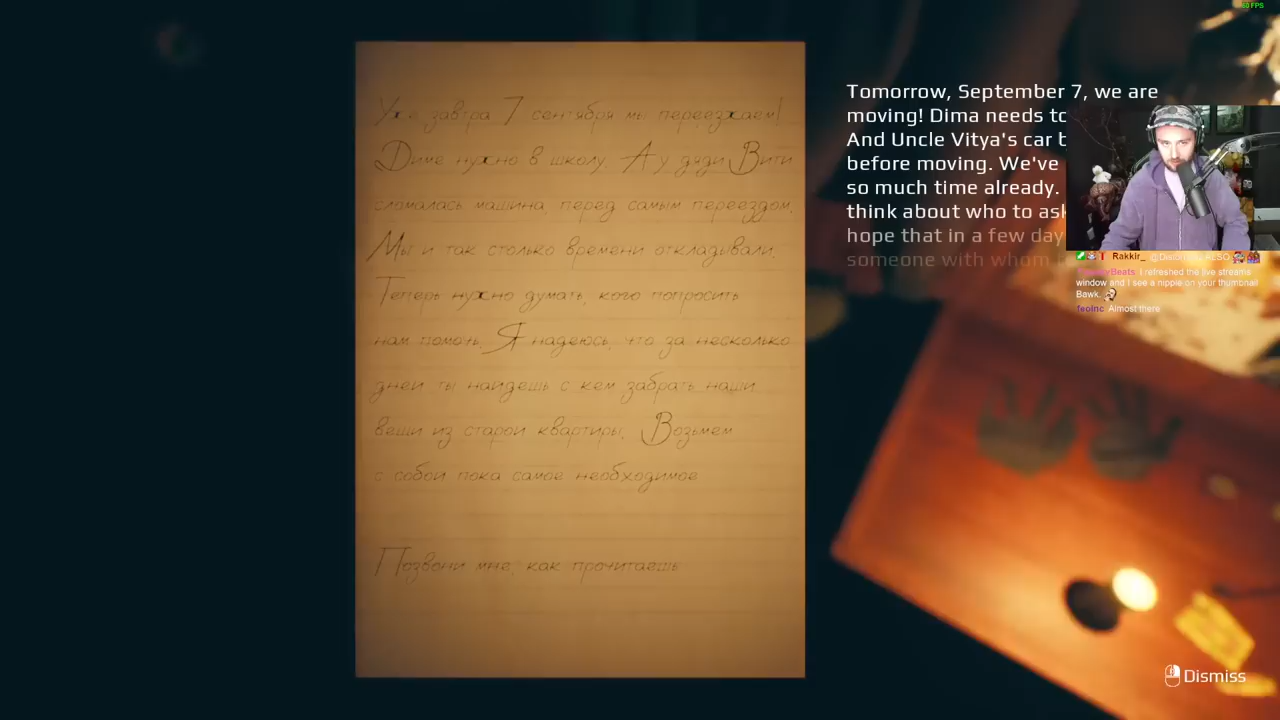 60 FPS
Уже завтра 7 сентября мы переезжаем!
Диме нужно в школу. А у дяди Вити
сломалась машина, перед самым переездом.
Мы и так столько времени откладывали.
Теперь нужно думать, кого попросить
нам помочь. Я надеюсь, что за несколько
дней ты найдешь с кем забрать наши
вещи из старой квартиры. Возьмем
с собой пока самое необходимое
Позвони мне, как прочитаешь
Tomorrow, September 7, we are
moving! Dima needs to
And Uncle Vitya's car
before moving. We've
so much time already.
think about who to ask
hope that in a few day
someone with whom
Rakkir_ ALSO
I refreshed the live streams
window and I see a nipple on your thumbnail
Bawk.
feolnc Almost there
Dismiss